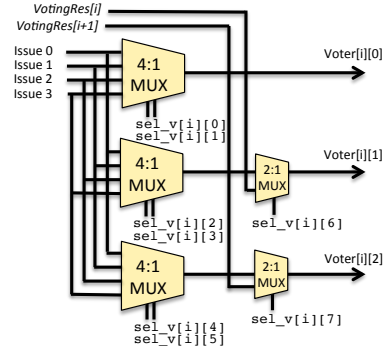 VotingRes[i]
VotingRes[i+1]
Issue 0
Issue 1
Issue 2
Issue 3
4:1
MUX
Voter[i][0]
sel_v[i][0]
sel_v[i][1]
4:1
MUX
2:1
MUX
Voter[i][1]
sel_v[i][2]
sel_v[i][3]
sel_v[i][6]
4:1
MUX
2:1
MUX
Voter[i][2]
sel_v[i][4]
sel_v[i][5]
sel_v[i][7]